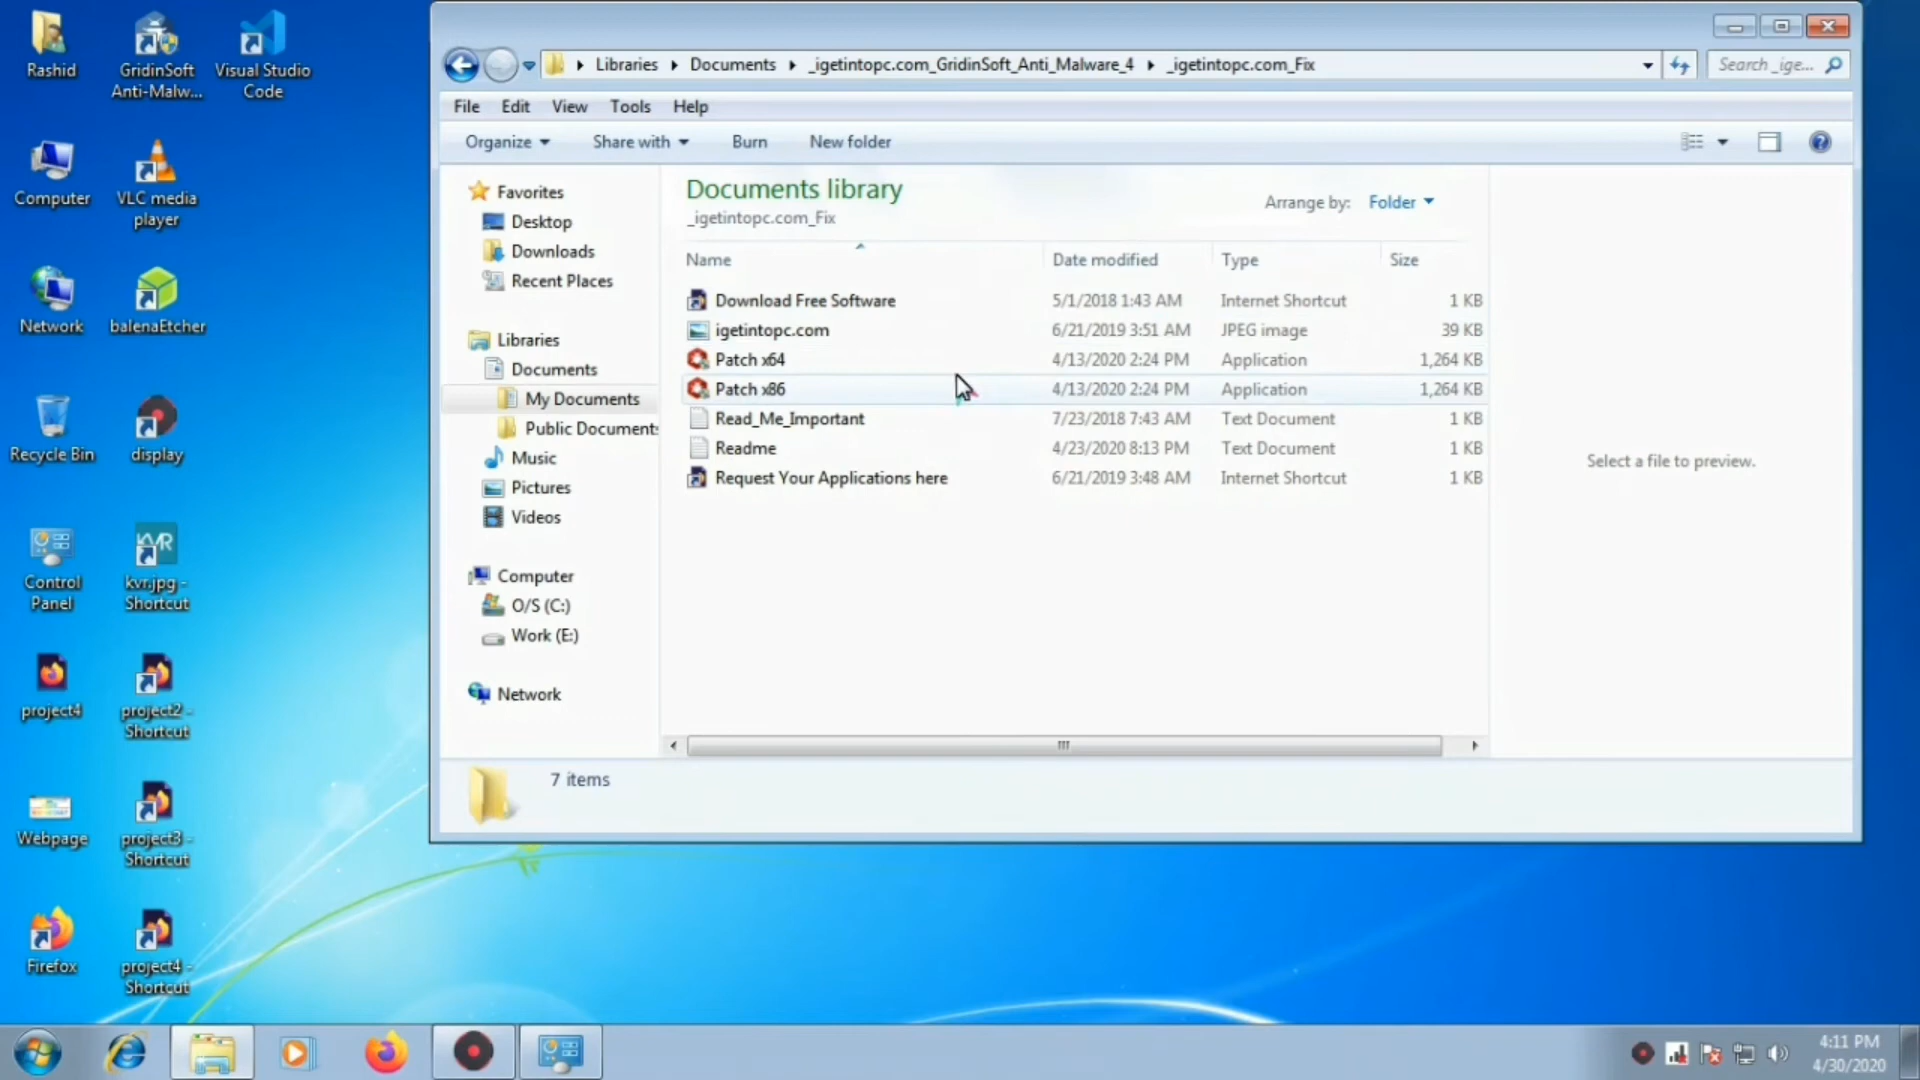 Rashid
GridinSoft
Anti-Malw...
Visual Studio
Code
Computer
VLC media
player
Network
balenaEtcher
Recycle Bin
display
Control
Panel
kvr.jpg -
Shortcut
project4
project2 -
Shortcut
Webpage
project3 -
Shortcut
Firefox
project4 -
Shortcut
Libraries Documents _igetintopc.com_GridinSoft_Anti_Malware_4 _igetintopc.com_Fix
Search _ige...
File Edit View Tools Help
Organize Share with Burn New folder
Favorites
Desktop
Downloads
Recent Places
Libraries
Documents
My Documents
Public Documents
Music
Pictures
Videos
Computer
O/S (C:)
Work (E:)
Network
Documents library
_igetintopc.com_Fix
Arrange by: Folder
Name Date modified Type Size
Download Free Software 5/1/2018 1:43 AM Internet Shortcut 1 KB
igetintopc.com 6/21/2019 3:51 AM JPEG image 39 KB
Patch x64 4/13/2020 2:24 PM Application 1,264 KB
Patch x86 4/13/2020 2:24 PM Application 1,264 KB
Read_Me_Important 7/23/2018 7:43 AM Text Document 1 KB
Readme 4/23/2020 8:13 PM Text Document 1 KB
Request Your Applications here 6/21/2019 3:48 AM Internet Shortcut 1 KB
Select a file to preview.
7 items
4:11 PM
4/30/2020